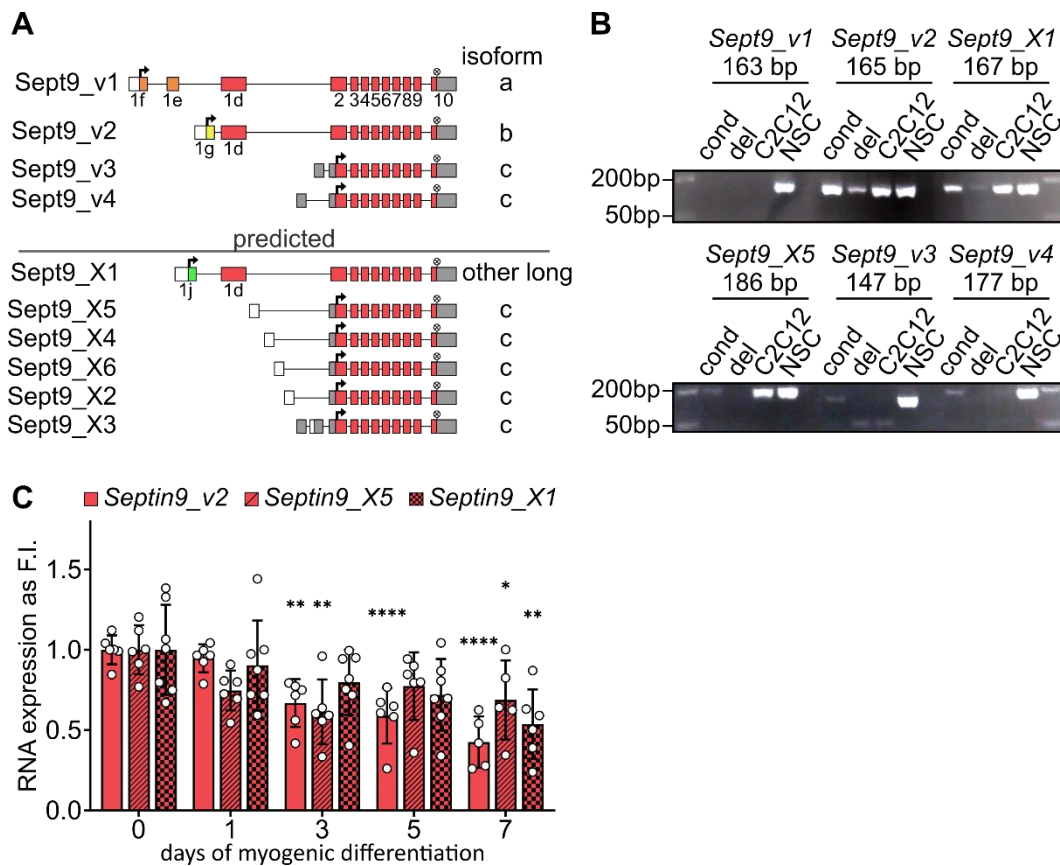 A
isoform
Sept9_v1 a
1f 1e 1d 2 3456789 10
Sept9_v2 b
1g 1d
Sept9_v3 c
Sept9_v4 c
predicted
Sept9_X1 other long
1j 1d
Sept9_X5 c
Sept9_X4 c
Sept9_X6 c
Sept9_X2 c
Sept9_X3 c
B
Sept9_v1 Sept9_v2 Sept9_X1
163 bp 165 bp 167 bp
cond del C2C12 NSC cond del C2C12 NSC cond del C2C12 NSC
200bp
50bp
Sept9_X5 Sept9_v3 Sept9_v4
186 bp 147 bp 177 bp
cond del C2C12 NSC cond del C2C12 NSC cond del C2C12 NSC
200bp
50bp
C
Septin9_v2 Septin9_X5 Septin9_X1
RNA expression as F.I.
1.5
1.0
0.5
0.0
** ** **** **** * **
0 1 3 5 7
days of myogenic differentiation